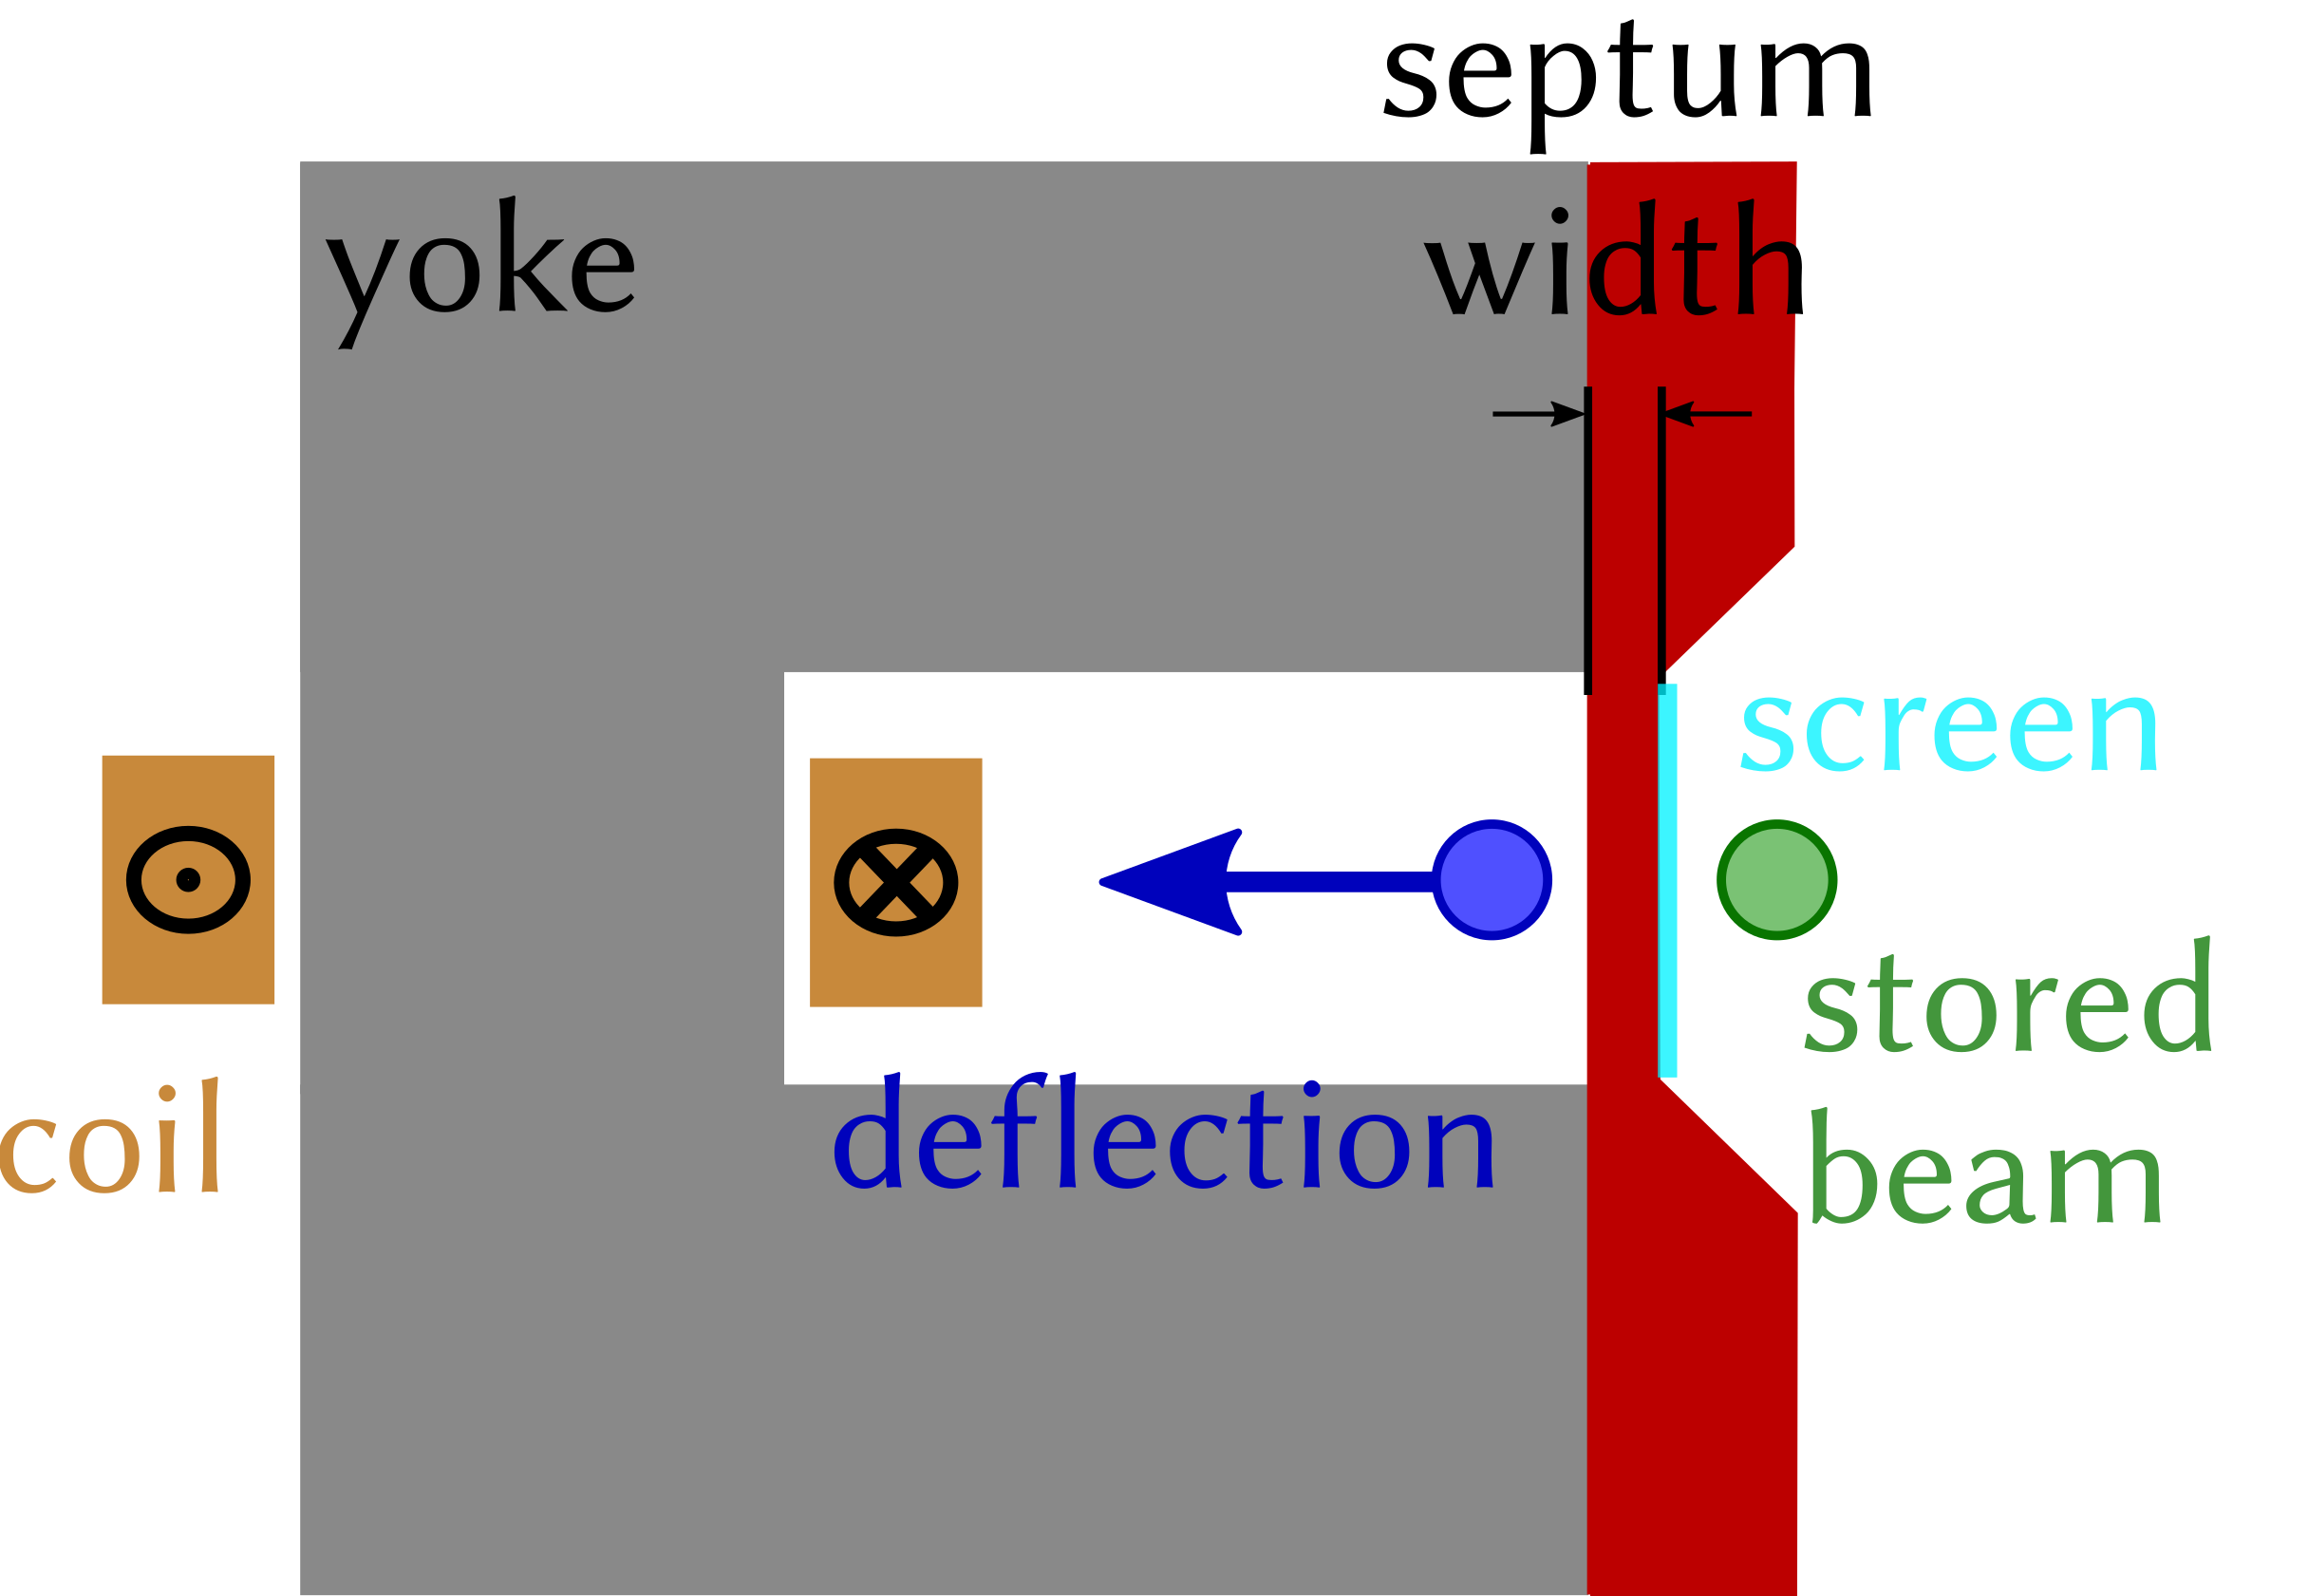 septum
width
yoke
screen
stored
beam
coil
deflection